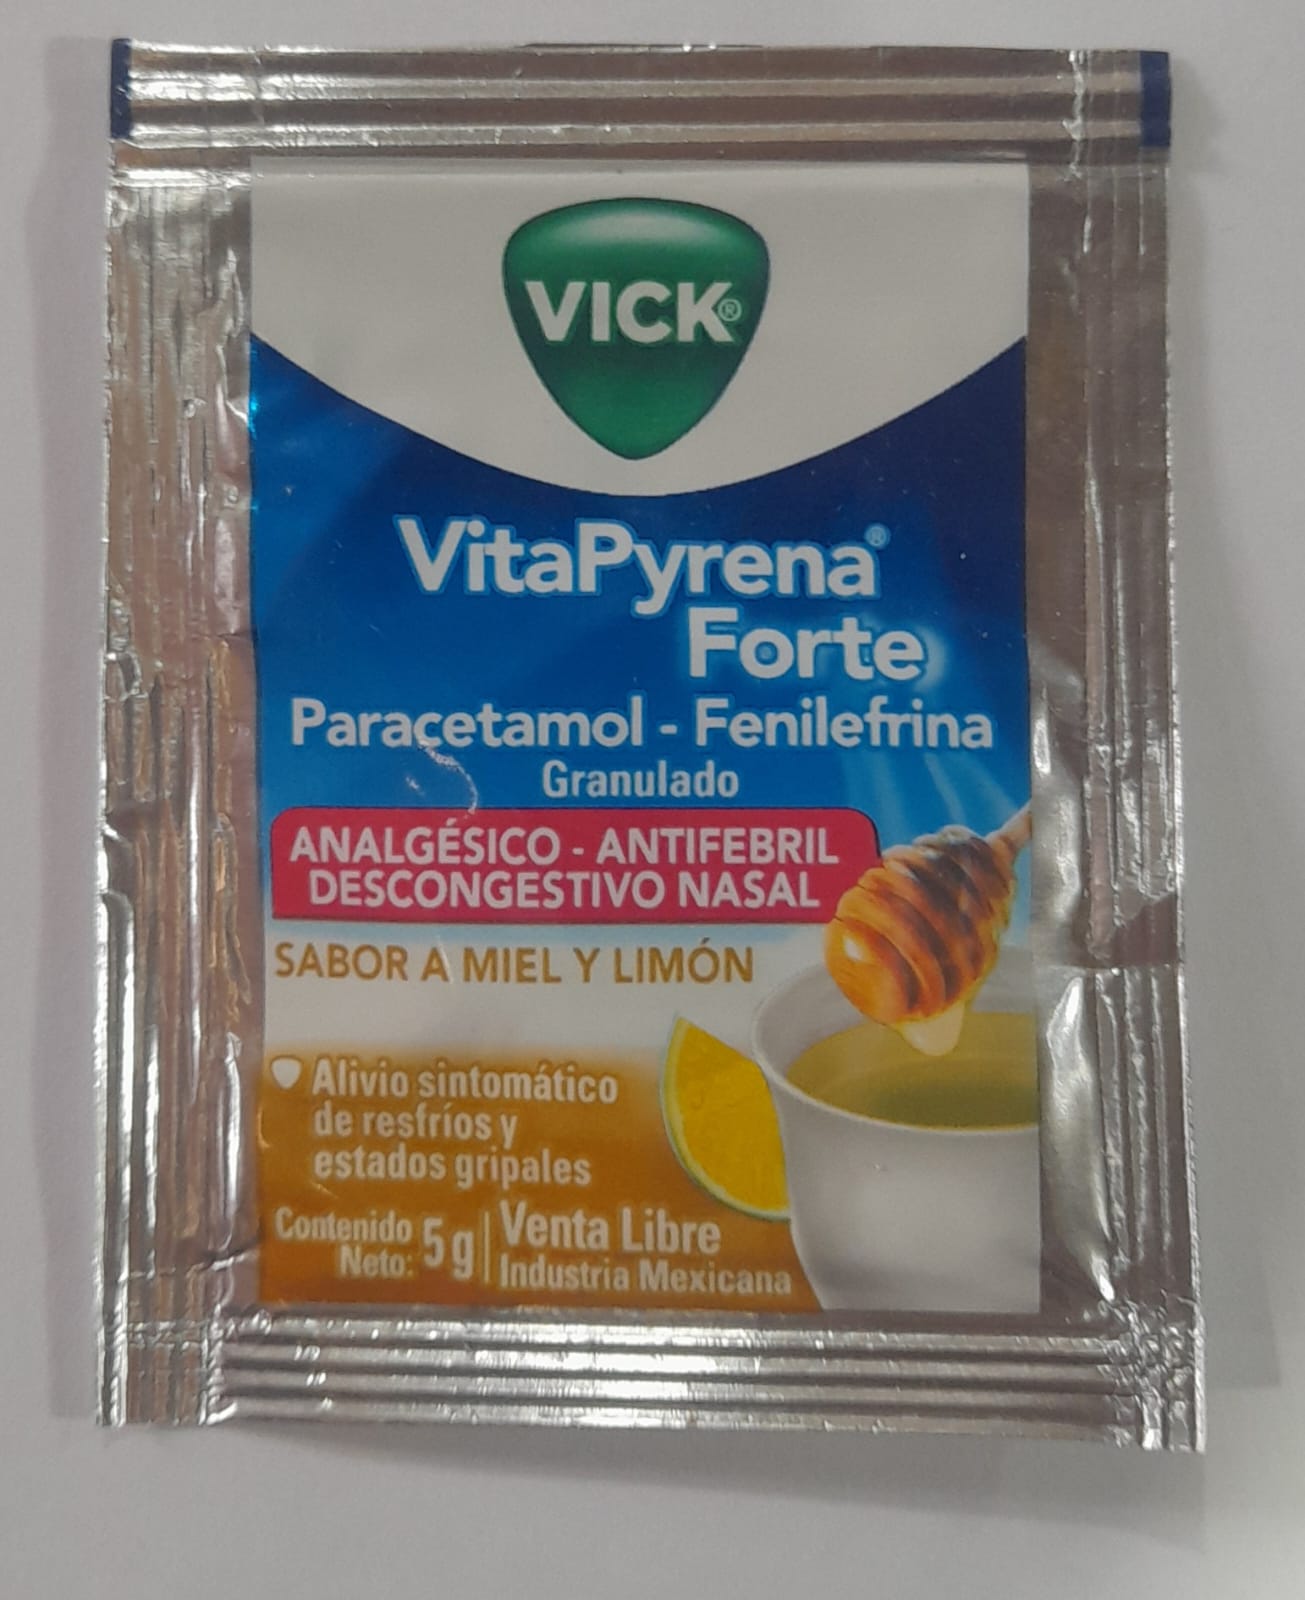 VICK®
VitaPyrena®
Forte
Paracetamol - Fenilefrina
Granulado
ANALGÉSICO - ANTIFEBRIL
DESCONGESTIVO NASAL
SABOR A MIEL Y LIMÓN
Alivio sintomático
de resfríos y
estados gripales
Contenido
Neto: 5 g
Venta Libre
Industria Mexicana